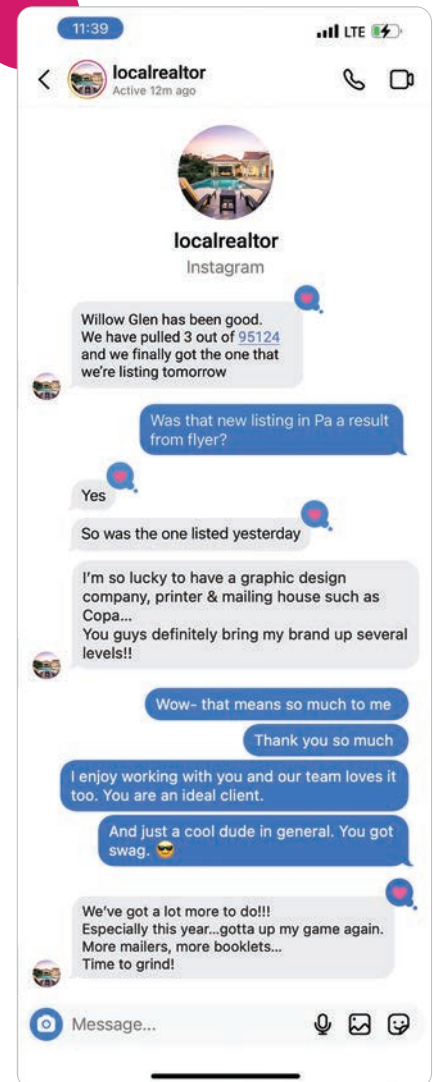 11:39
LTE
localrealtor
Active 12m ago
localrealtor
Instagram
Willow Glen has been good.
We have pulled 3 out of 95124
and we finally got the one that
we're listing tomorrow
Was that new listing in Pa a result
from flyer?
Yes
So was the one listed yesterday
I'm so lucky to have a graphic design
company, printer & mailing house such as
Copa...
You guys definitely bring my brand up several
levels!!
Wow- that means so much to me
Thank you so much
I enjoy working with you and our team loves it
too. You are an ideal client.
And just a cool dude in general. You got
swag. 😎
We've got a lot more to do!!!
Especially this year...gotta up my game again.
More mailers, more booklets...
Time to grind!
Message...